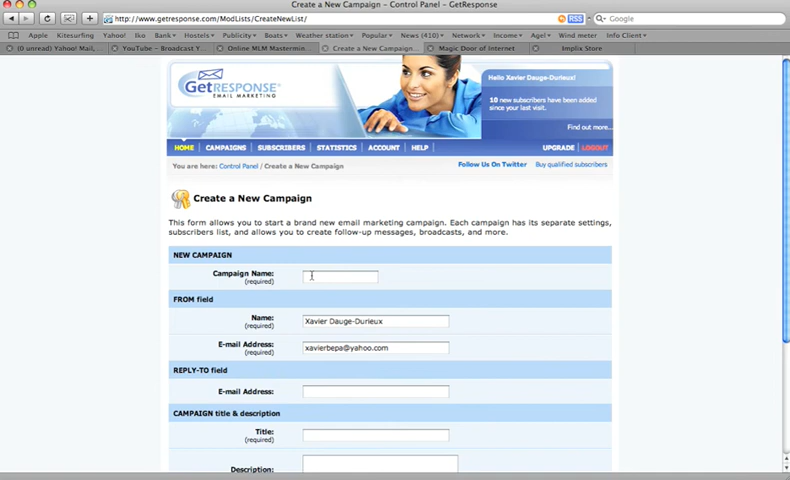 Create a New Campaign - Control Panel - GetResponse
http://www.getresponse.com/ModLists/CreateNewList/
RSS
Google
Apple Kitesurfing Ymail! Iko Bank Hostels Publicity Boats Weather Station Popular News (410) Network Income Agel Wind meter Info Client
(0 unread) Yahoo! Mail, ...
YouTube - Broadcast Y...
Online MLM Mastermin...
Create a New Campaign...
Magic Door of Internet
Implix Store
GETRESPONSE
EMAIL MARKETING
Hello Xavier Dauge-Durieux!
10 new subscribers have been added
since your last visit.
Find out more...
HOME CAMPAIGNS SUBSCRIBERS STATISTICS ACCOUNT HELP UPGRADE LOGOUT
You are here: Control Panel / Create a New Campaign
Follow Us On Twitter Buy qualified subscribers
Create a New Campaign
This form allows you to start a brand new email marketing campaign. Each campaign has its separate settings,
subscribers list, and allows you to create follow-up messages, broadcasts, and more.
NEW CAMPAIGN
Campaign Name:
(required)
FROM field
Name: Xavier Dauge-Durieux
(required)
E-mail Address: xavierbepa@yahoo.com
(required)
REPLY-TO field
E-mail Address:
CAMPAIGN title & description
Title:
(required)
Description: